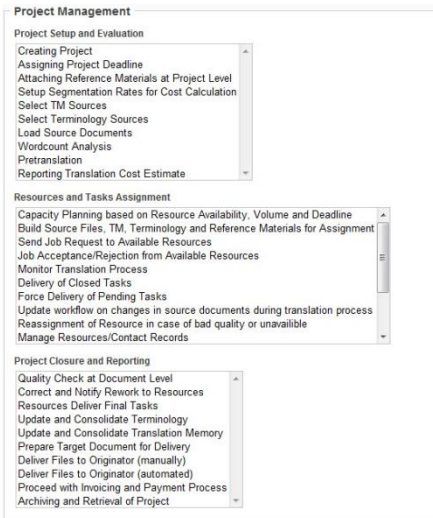 Project Management
Project Setup and Evaluation
Creating Project
Assigning Project Deadline
Attaching Reference Materials at Project Level
Setup Segmentation Rates for Cost Calculation
Select TM Sources
Select Terminology Sources
Load Source Documents
Wordcount Analysis
Pretranslation
Reporting Translation Cost Estimate
Resources and Tasks Assignment
Capacity Planning based on Resource Availability, Volume and Deadline
Build Source Files, TM, Terminology and Reference Materials for Assignment
Send Job Request to Available Resources
Job Acceptance/Rejection from Available Resources
Monitor Translation Process
Delivery of Closed Tasks
Force Delivery of Pending Tasks
Update workflow on changes in source documents during translation process
Reassignment of Resource in case of bad quality or unavailible
Manage Resources/Contact Records
Project Closure and Reporting
Quality Check at Document Level
Correct and Notify Rework to Resources
Resources Deliver Final Tasks
Update and Consolidate Terminology
Update and Consolidate Translation Memory
Prepare Target Document for Delivery
Deliver Files to Originator (manually)
Deliver Files to Originator (automated)
Proceed with Invoicing and Payment Process
Archiving and Retrieval of Project